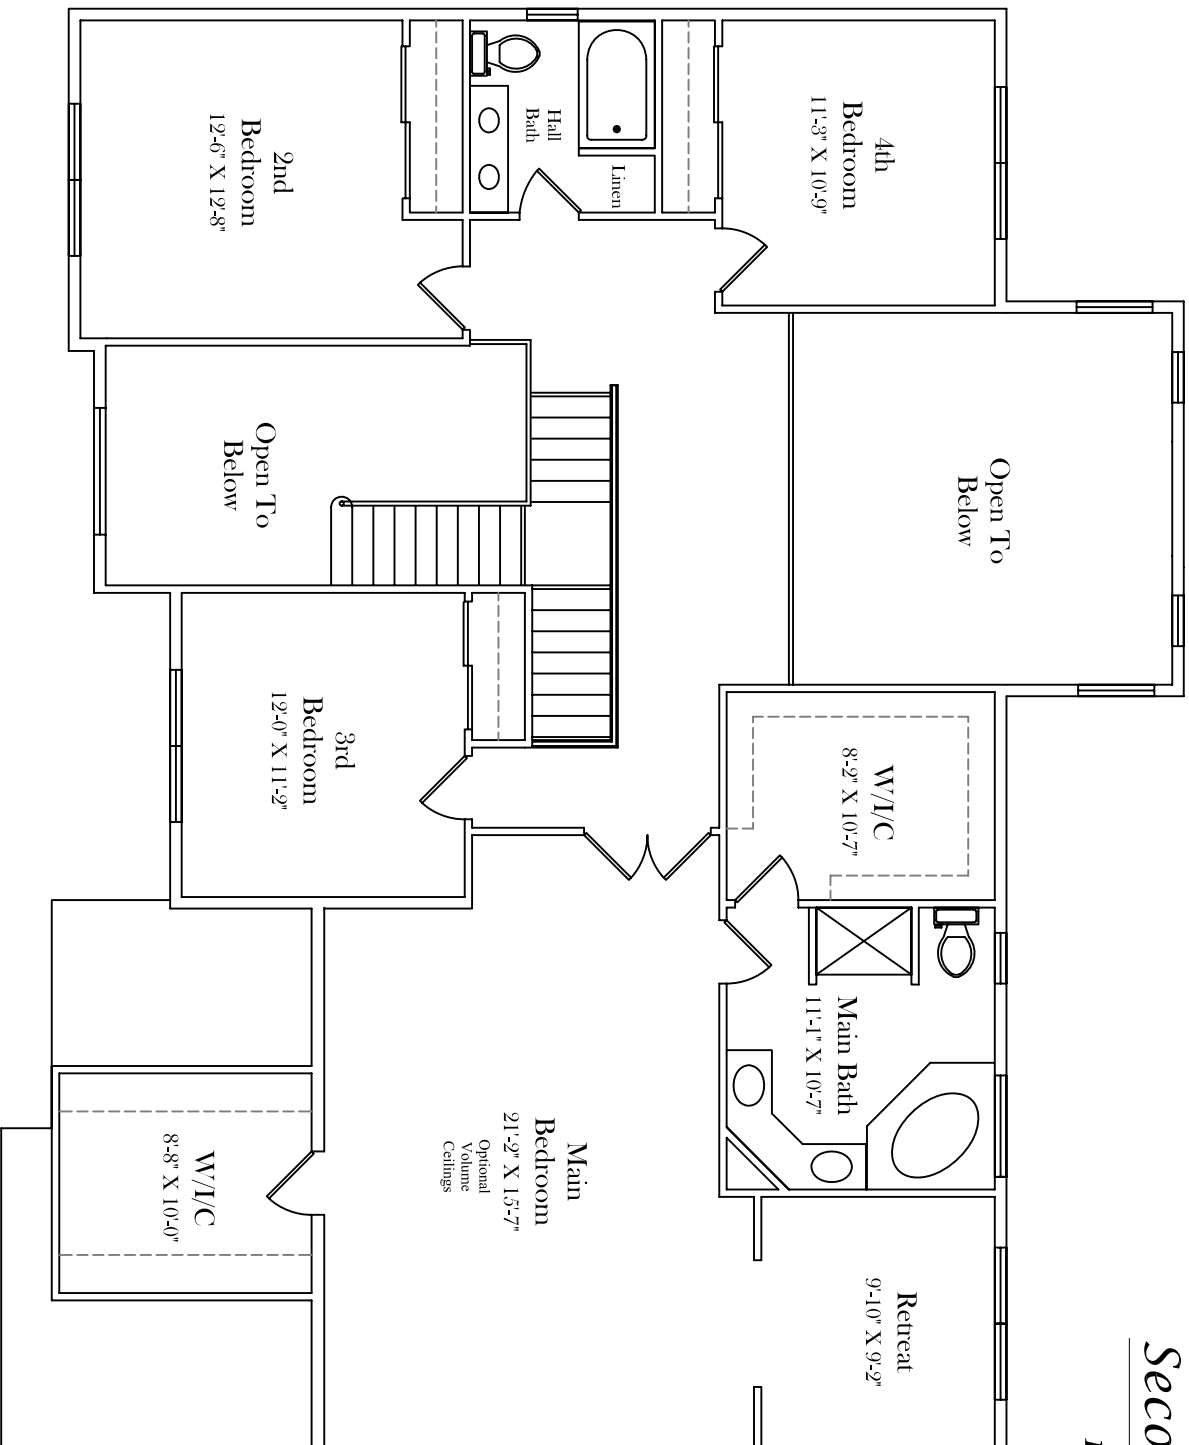 4th
Bedroom
11'-3" X 10'-9"
Hall
Bath
Linen
2nd
Bedroom
12'-6" X 12'-8"
Open To
Below
Open To
Below
3rd
Bedroom
12'-0" X 11'-2"
W/I/C
8'-2" X 10'-7"
Main Bath
11'-1" X 10'-7"
Main
Bedroom
21'-2" X 15'-7"
Optional
Volume
Ceilings
W/I/C
8'-8" X 10'-0"
Retreat
9'-10" X 9'-2"